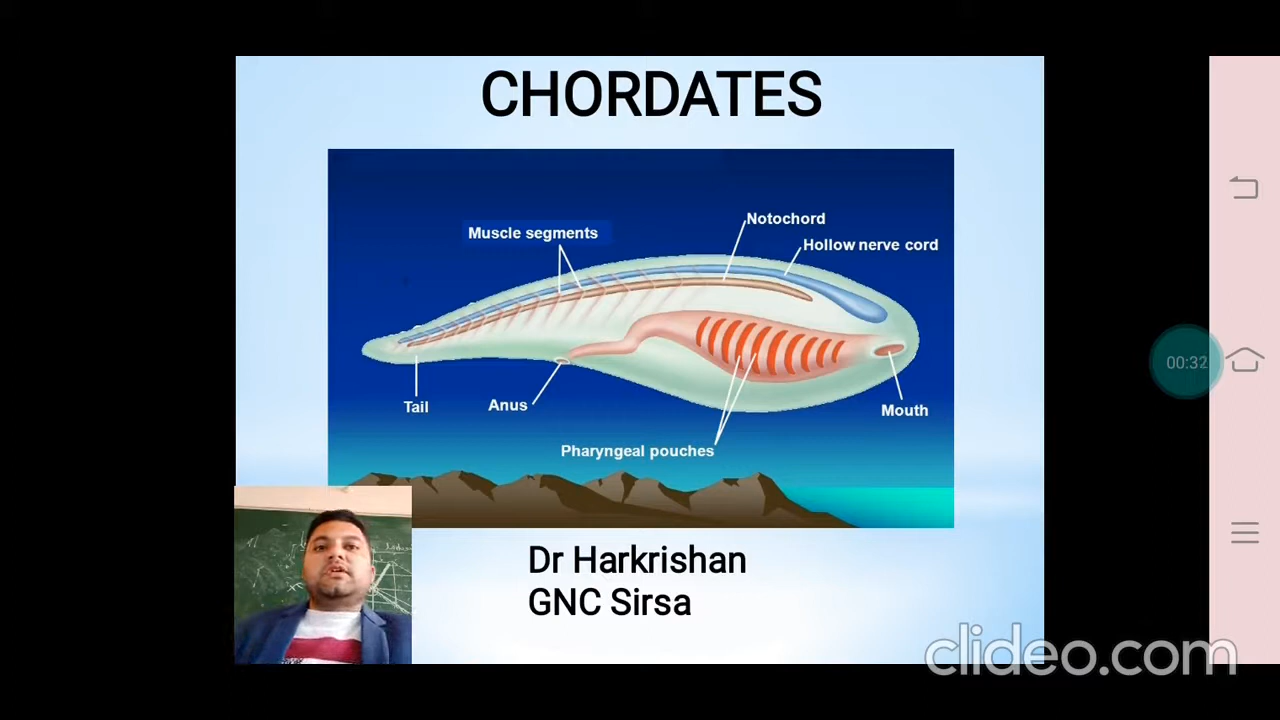 CHORDATES
Notochord
Muscle segments
Hollow nerve cord
Tail
Anus
Mouth
Pharyngeal pouches
00:32
Dr Harkrishan
GNC Sirsa
clideo.com